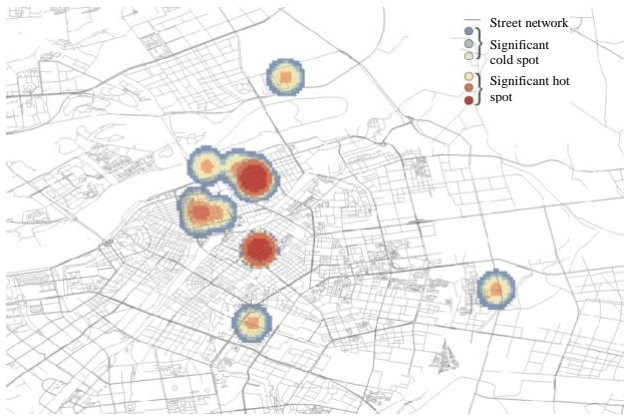 Street network
Significant
cold spot
Significant hot
spot